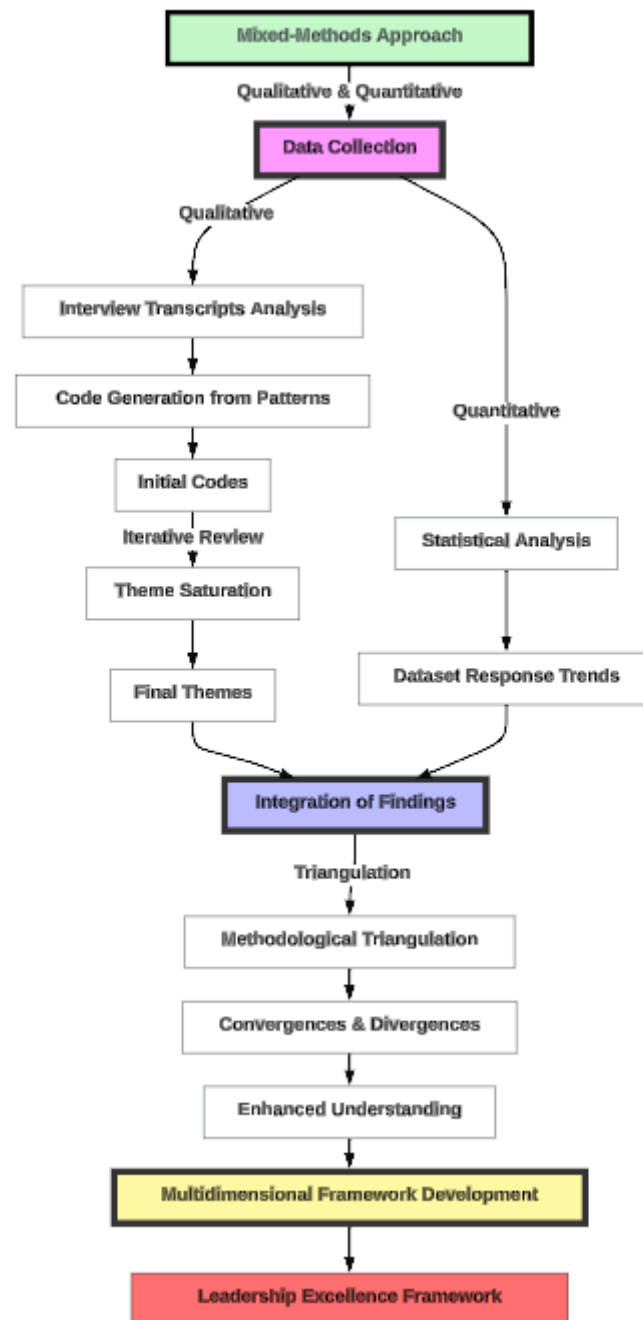 Mixed-Methods Approach
Qualitative & Quantitative
Data Collection
Qualitative
Interview Transcripts Analysis
Code Generation from Patterns
Quantitative
Initial Codes
Iterative Review
Statistical Analysis
Theme Saturation
Dataset Response Trends
Final Themes
Integration of Findings
Triangulation
Methodological Triangulation
Convergences & Divergences
Enhanced Understanding
Multidimensional Framework Development
Leadership Excellence Framework